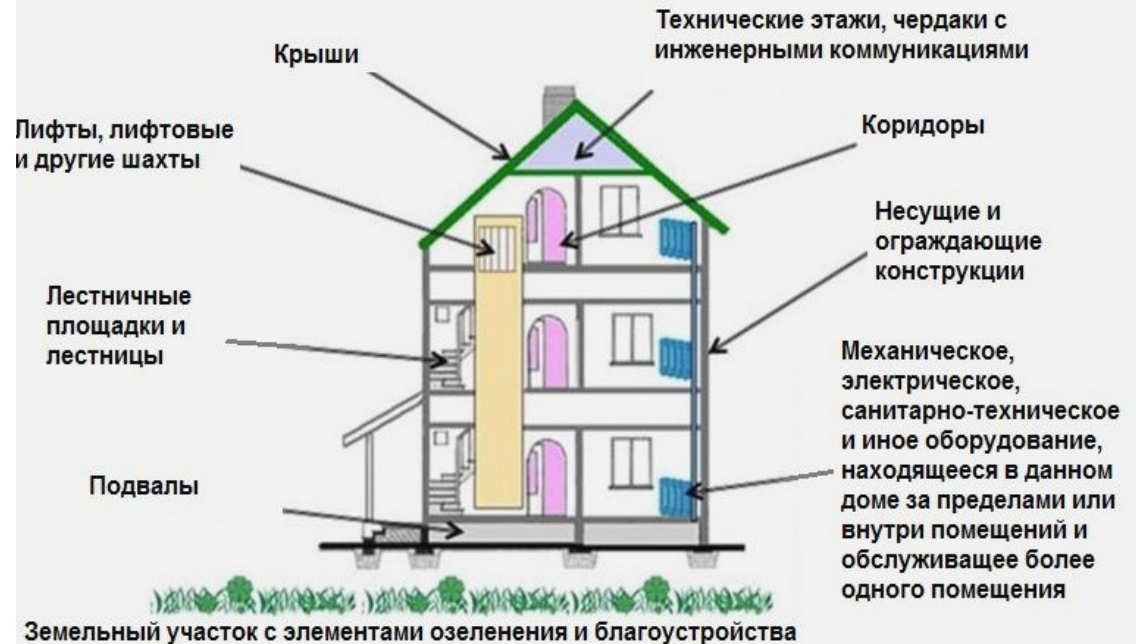 Технические этажи, чердаки с
инженерными коммуникациями
Крыши
Лифты, лифтовые
и другие шахты
Коридоры
Несущие и
ограждающие
конструкции
Лестничные
площадки и
лестницы
Механическое,
электрическое,
санитарно-техническое
и иное оборудование,
находящееся в данном
доме за пределами или
внутри помещений и
обслуживащее более
одного помещения
Подвалы
Земельный участок с элементами озеленения и благоустройства